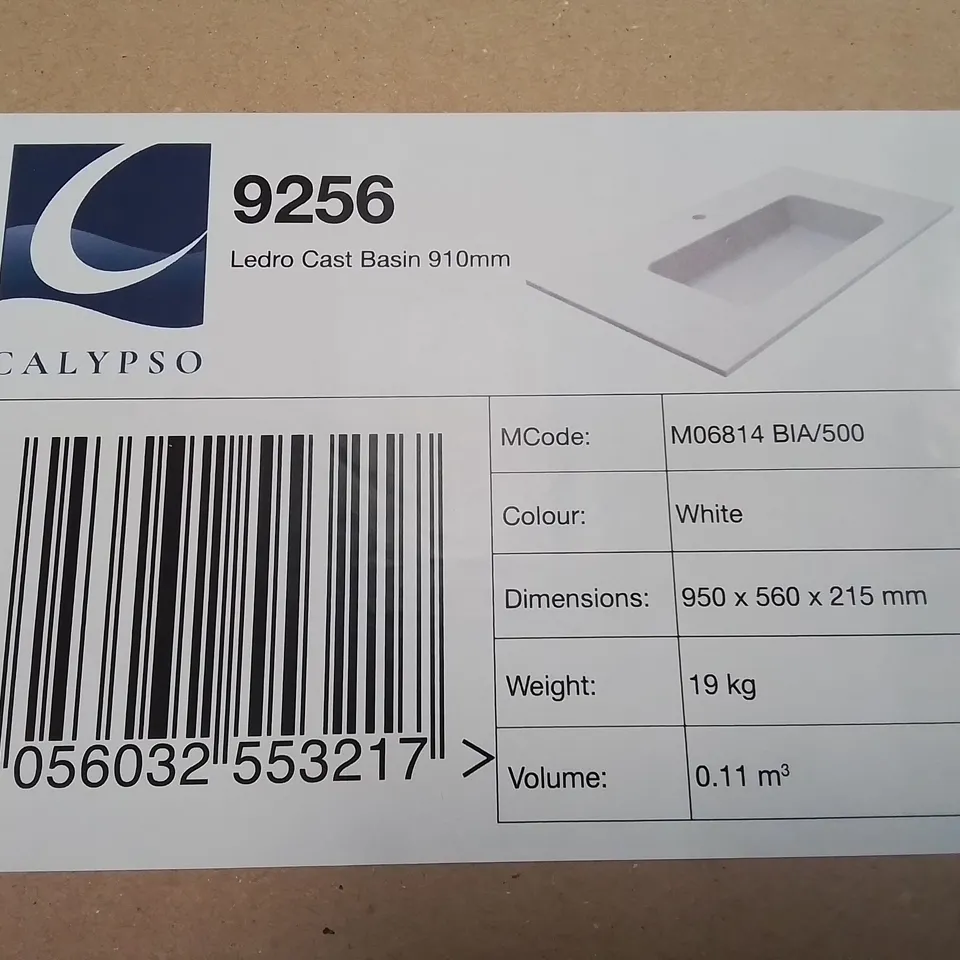 9256
Ledro Cast Basin 910mm
CALYPSO
MCode: M06814 BIA/500
Colour: White
Dimensions: 950 x 560 x 215 mm
Weight: 19 kg
Volume: 0.11 m³
056032 553217 >